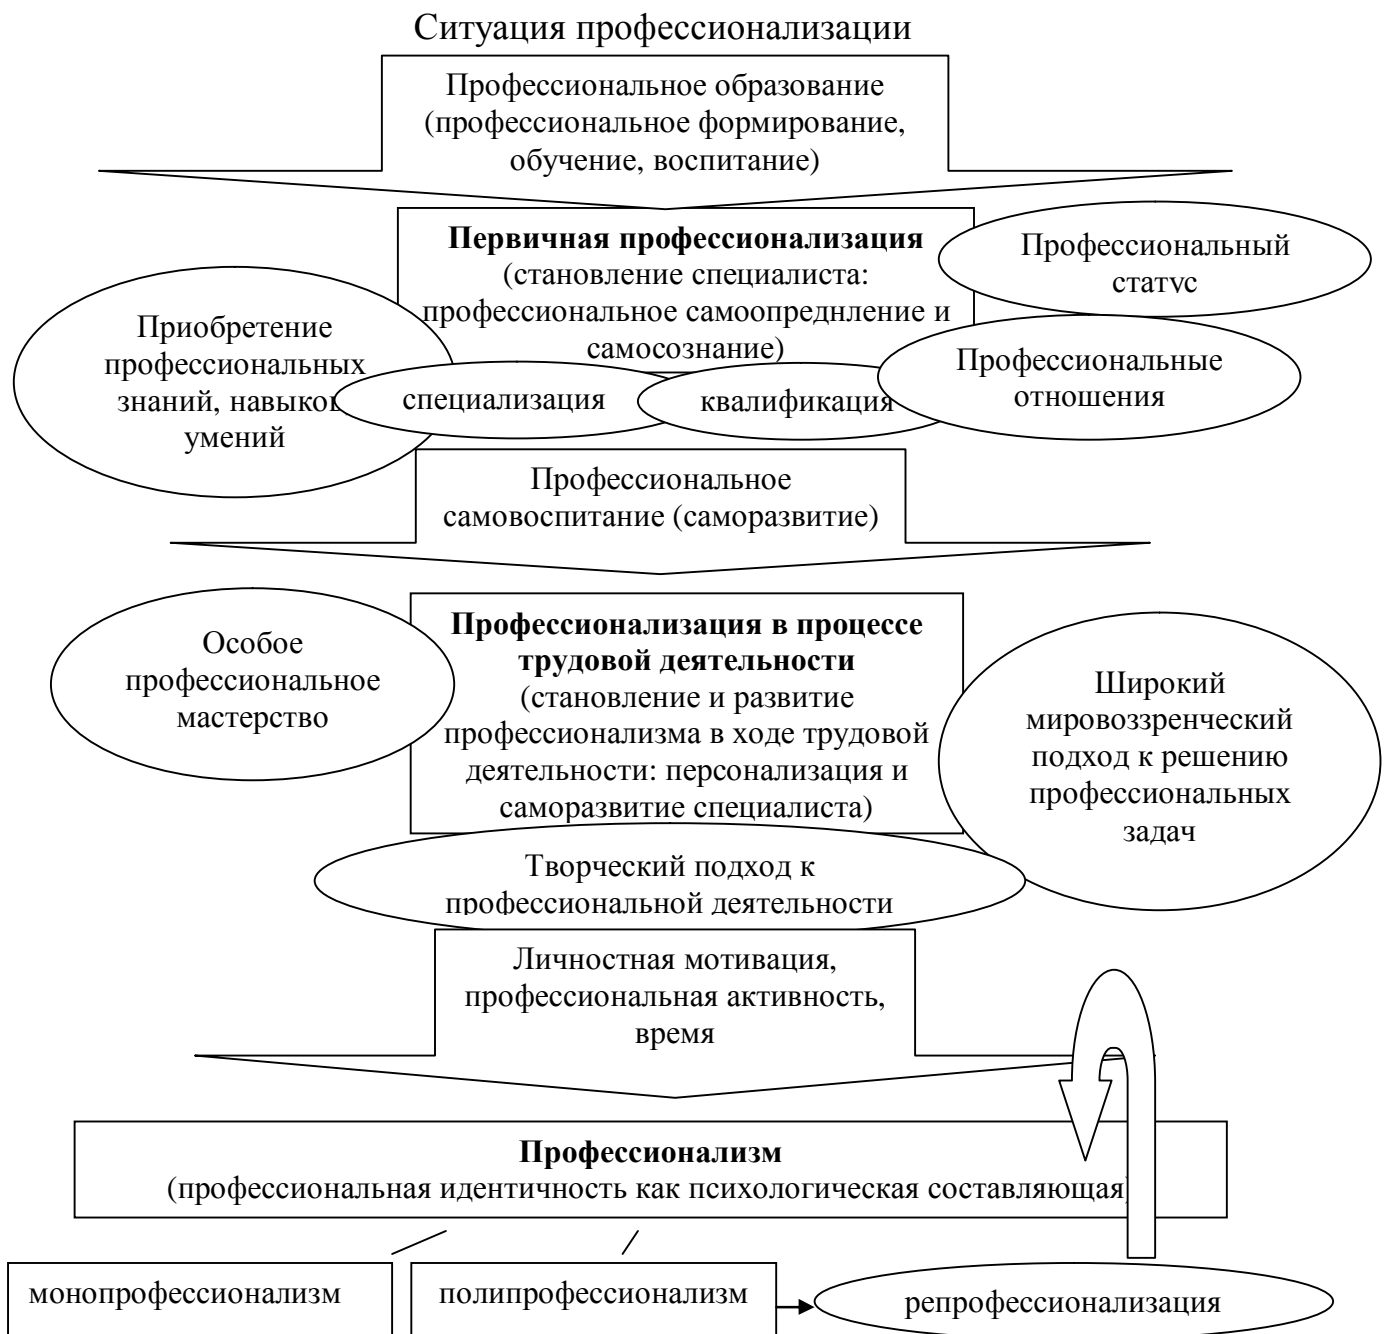 Ситуация профессионализации
Профессиональное образование
(профессиональное формирование,
обучение, воспитание)
Первичная профессионализация
(становление специалиста:
профессиональное самоопреднление и
самосознание)
Профессиональный
статус
Приобретение
профессиональных
знаний, навыков
умений
специализация
квалификация
Профессиональные
отношения
Профессиональное
самовоспитание (саморазвитие)
Особое
профессиональное
мастерство
Профессионализация в процессе
трудовой деятельности
(становление и развитие
профессионализма в ходе трудовой
деятельности: персонализация и
саморазвитие специалиста)
Широкий
мировоззренческий
подход к решению
профессиональных
задач
Творческий подход к
профессиональной деятельности
Личностная мотивация,
профессиональная активность,
время
Профессионализм
(профессиональная идентичность как психологическая составляющая)
монопрофессионализм
полипрофессионализм
репрофессионализация